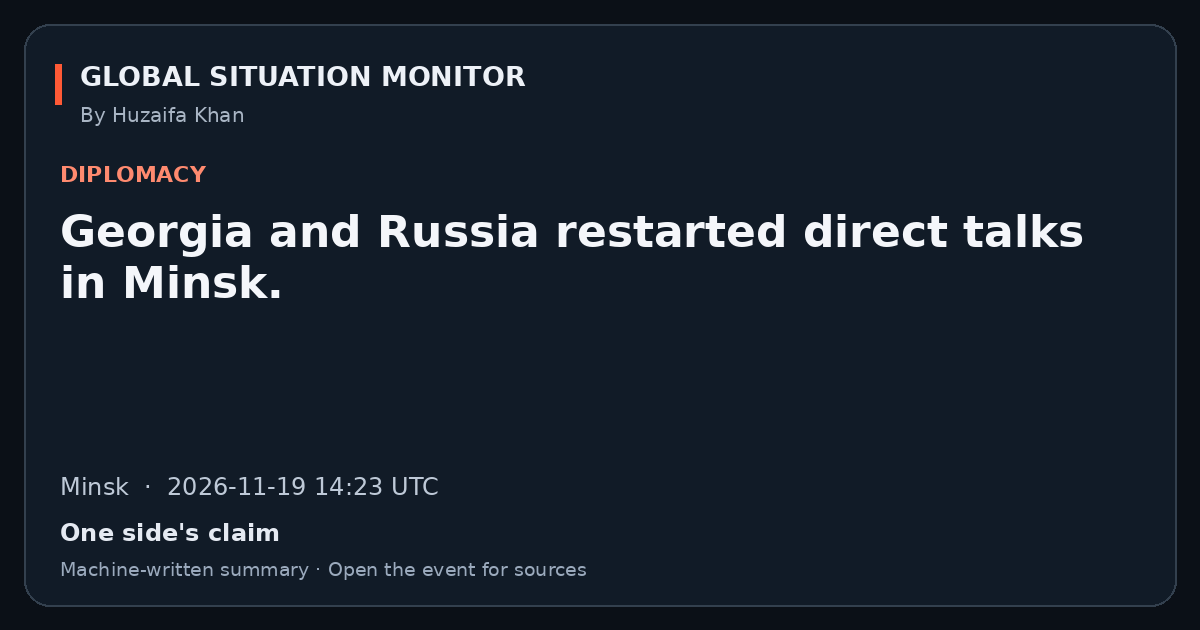 GLOBAL SITUATION MONITOR
By Huzaifa Khan
DIPLOMACY
Georgia and Russia restarted direct talks
in Minsk.
Minsk · 2026-11-19 14:23 UTC
One side's claim
Machine-written summary · Open the event for sources